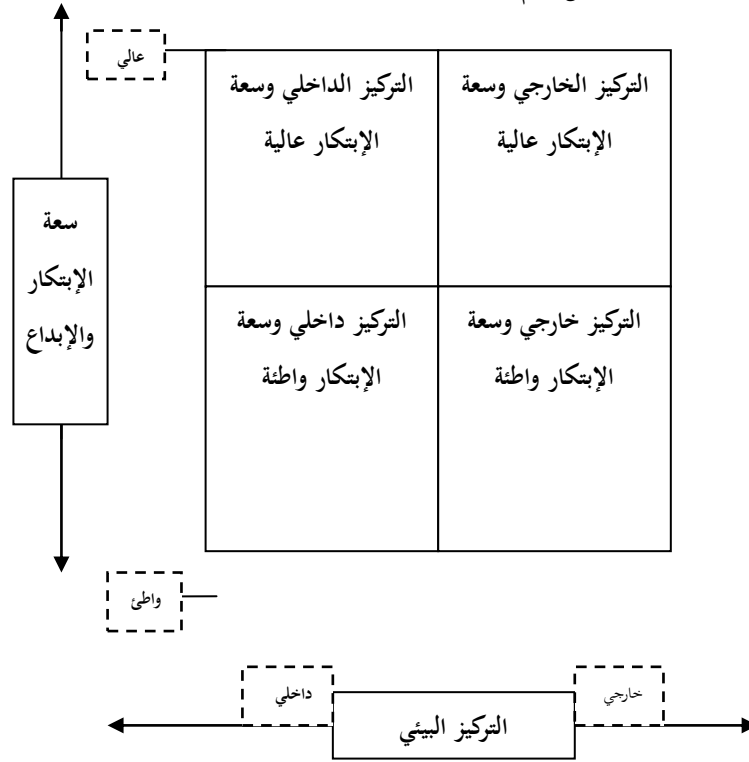 عالي
التركيز الخارجي وسعة
الإبتكار عالية
التركيز الداخلي وسعة
الإبتكار عالية
سعة
الإبتكار
والإبداع
التركيز خارجي وسعة
الإبتكار واطئة
التركيز داخلي وسعة
الإبتكار واطئة
واطئ
خارجي
داخلي
التركيز البيئي